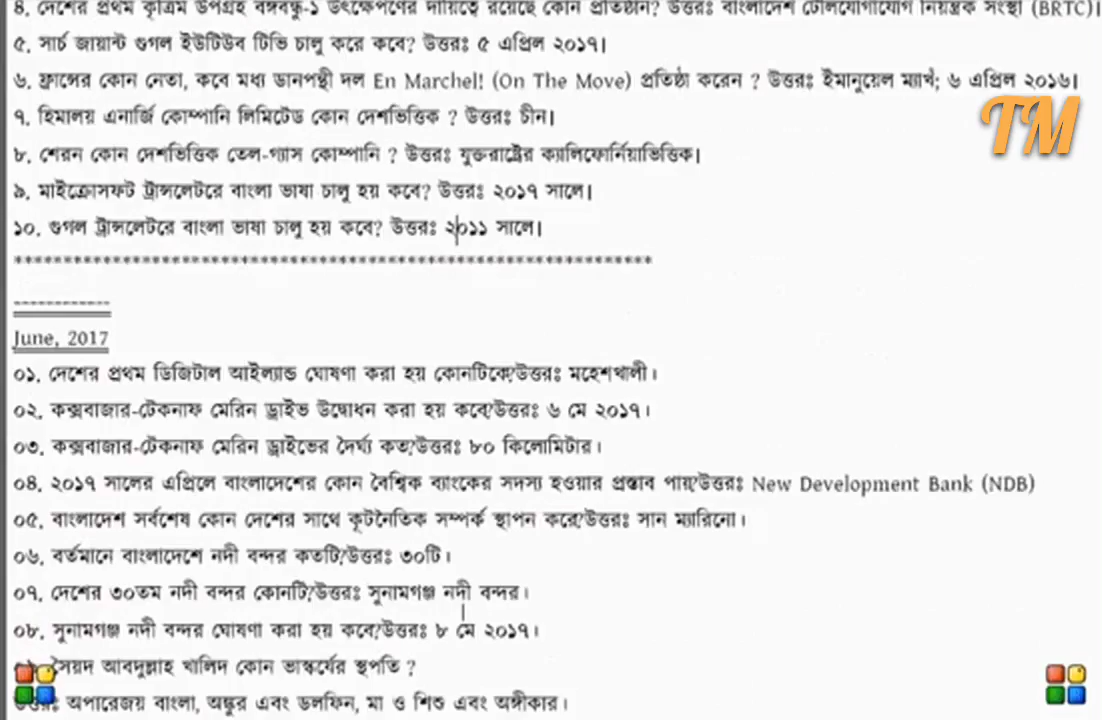 ৪. দেশের প্রথম কৃত্রিম উপগ্রহ বঙ্গবন্ধু-১ উৎক্ষেপণের দায়িত্বে রয়েছে কোন প্রতিষ্ঠান? উত্তরঃ বাংলাদেশ টেলিযোগাযোগ নিয়ন্ত্রক সংস্থা (BRTC)।
৫. সার্চ জায়ান্ট গুগল ইউটিউব টিভি চালু করে কবে? উত্তরঃ ৫ এপ্রিল ২০১৭।
৬. ফ্রান্সের কোন নেতা, কবে মধ্য ডানপন্থী দল En Marchel! (On The Move) প্রতিষ্ঠা করেন ? উত্তরঃ ইমানুয়েল ম্যাখঁ; ৬ এপ্রিল ২০১৬।
TM
৭. হিমালয় এনার্জি কোম্পানি লিমিটেড কোন দেশভিত্তিক ? উত্তরঃ চীন।
৮. শেরন কোন দেশভিত্তিক তেল-গ্যাস কোম্পানি ? উত্তরঃ যুক্তরাষ্ট্রের ক্যালিফোর্নিয়াভিত্তিক।
৯. মাইক্রোসফট ট্রান্সলেটরে বাংলা ভাষা চালু হয় কবে? উত্তরঃ ২০১৭ সালে।
১০. গুগল ট্রান্সলেটরে বাংলা ভাষা চালু হয় কবে? উত্তরঃ ২০১১ সালে।
*****************************************************************
------------
June, 2017
০১. দেশের প্রথম ডিজিটাল আইল্যান্ড ঘোষণা করা হয় কোনটিকে?উত্তরঃ মহেশখালী।
০২. কক্সবাজার-টেকনাফ মেরিন ড্রাইভ উদ্বোধন করা হয় কবে?উত্তরঃ ৬ মে ২০১৭।
০৩. কক্সবাজার-টেকনাফ মেরিন ড্রাইভের দৈর্ঘ্য কত?উত্তরঃ ৮০ কিলোমিটার।
০৪. ২০১৭ সালের এপ্রিলে বাংলাদেশের কোন বৈশ্বিক ব্যাংকের সদস্য হওয়ার প্রস্তাব পায়?উত্তরঃ New Development Bank (NDB)
০৫. বাংলাদেশ সর্বশেষ কোন দেশের সাথে কূটনৈতিক সম্পর্ক স্থাপন করে?উত্তরঃ সান ম্যারিনো।
০৬. বর্তমানে বাংলাদেশে নদী বন্দর কতটি?উত্তরঃ ৩০টি।
০৭. দেশের ৩০তম নদী বন্দর কোনটি?উত্তরঃ সুনামগঞ্জ নদী বন্দর।
০৮. সুনামগঞ্জ নদী বন্দর ঘোষণা করা হয় কবে?উত্তরঃ ৮ মে ২০১৭।
সৈয়দ আবদুল্লাহ খালিদ কোন ভাস্কর্যের স্থপতি ?
অপারেজয় বাংলা, অঙ্কুর এবং ডলফিন, মা ও শিশু এবং অঙ্গীকার।